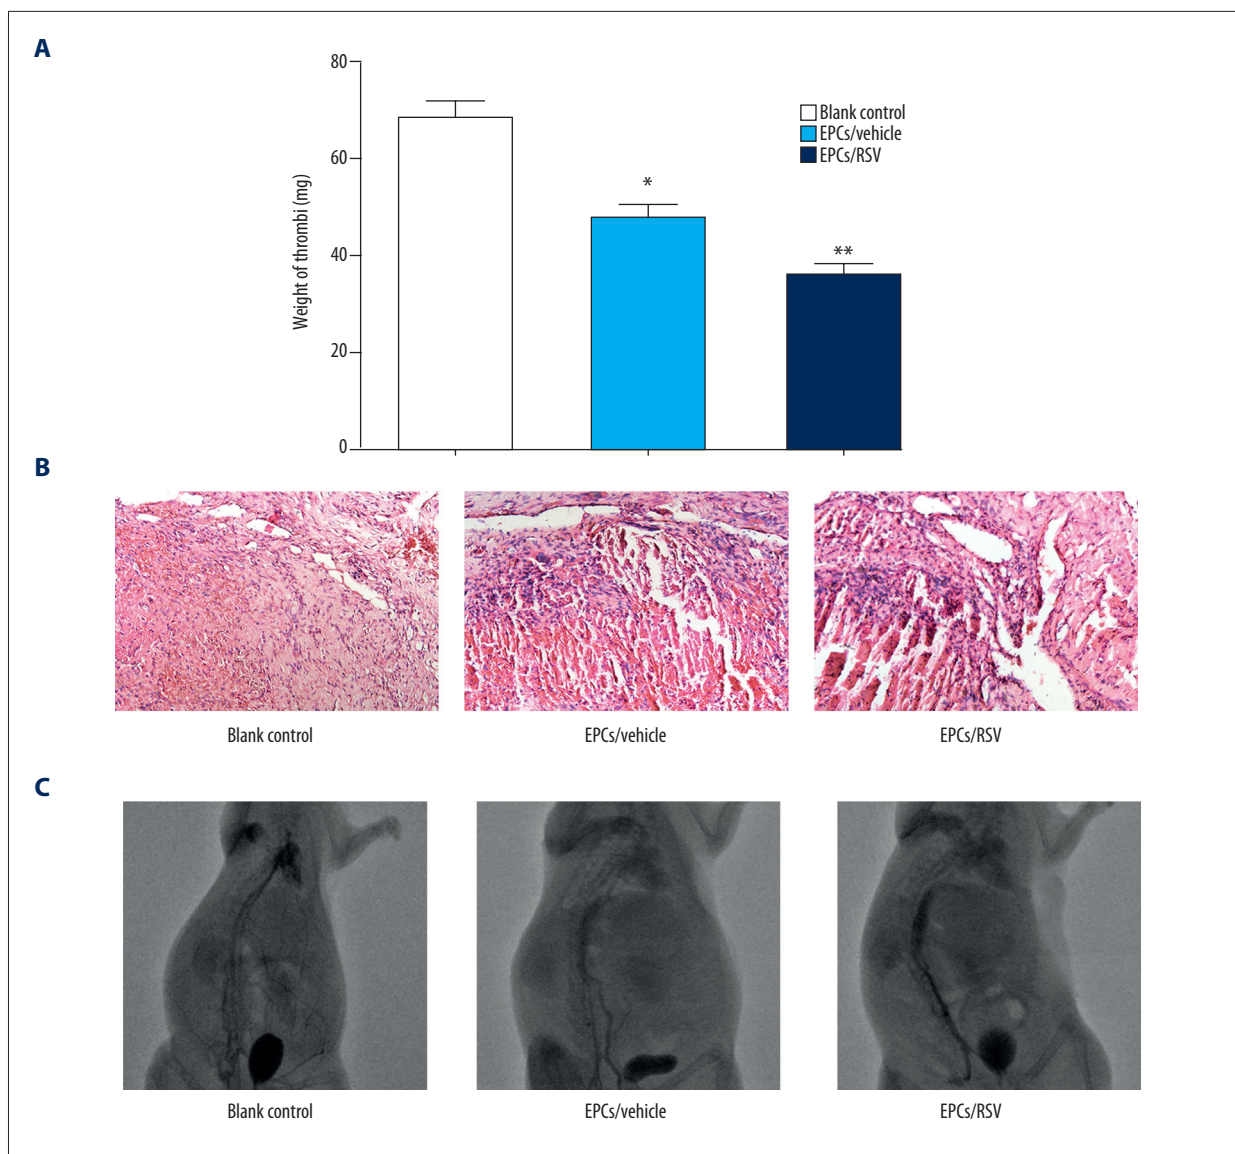 A
80
60
40
20
0
Weight of thrombi (mg)
*
**
Blank control
EPCs/vehicle
EPCs/RSV
B
Blank control
EPCs/vehicle
EPCs/RSV
C
Blank control
EPCs/vehicle
EPCs/RSV